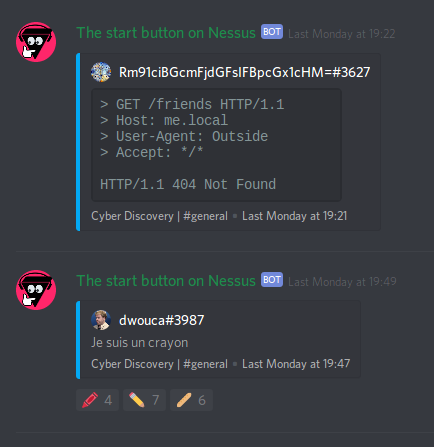 The start button on Nessus BOT Last Monday at 19:22
Rm91ciBGcmFjdGFsIFBpcGx1cHM=#3627
> GET /friends HTTP/1.1
> Host: me.local
> User-Agent: Outside
> Accept: */*
HTTP/1.1 404 Not Found
Cyber Discovery | #general • Last Monday at 19:21
The start button on Nessus BOT Last Monday at 19:49
dwouca#3987
Je suis un crayon
Cyber Discovery | #general • Last Monday at 19:47
4 7 6